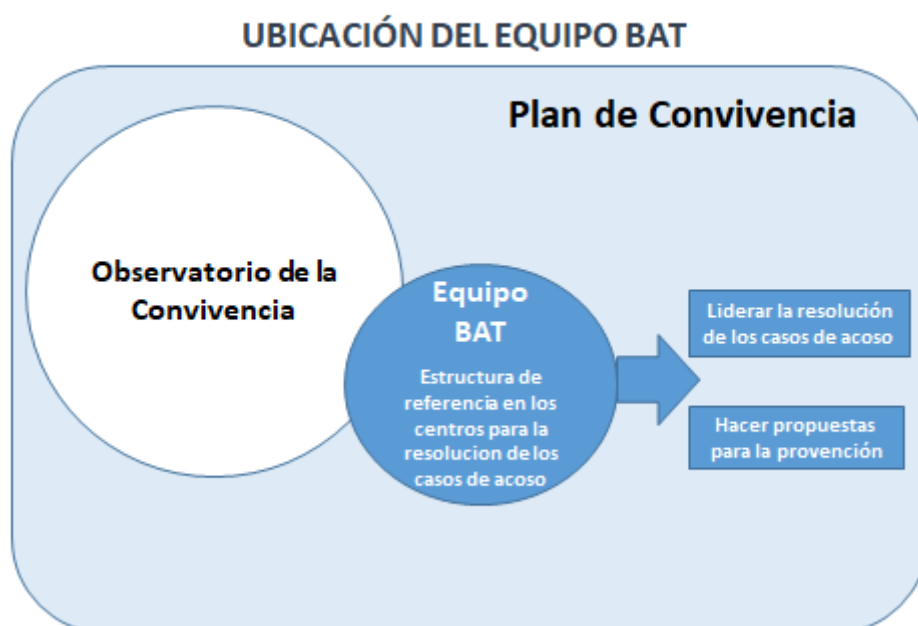 UBICACIÓN DEL EQUIPO BAT
Plan de Convivencia
Observatorio de la
Convivencia
Equipo
BAT
Estructura de
referencia en los
centros para la
resolucion de los
casos de acoso
Liderar la resolución
de los casos de acoso
Hacer propuestas
para la provención